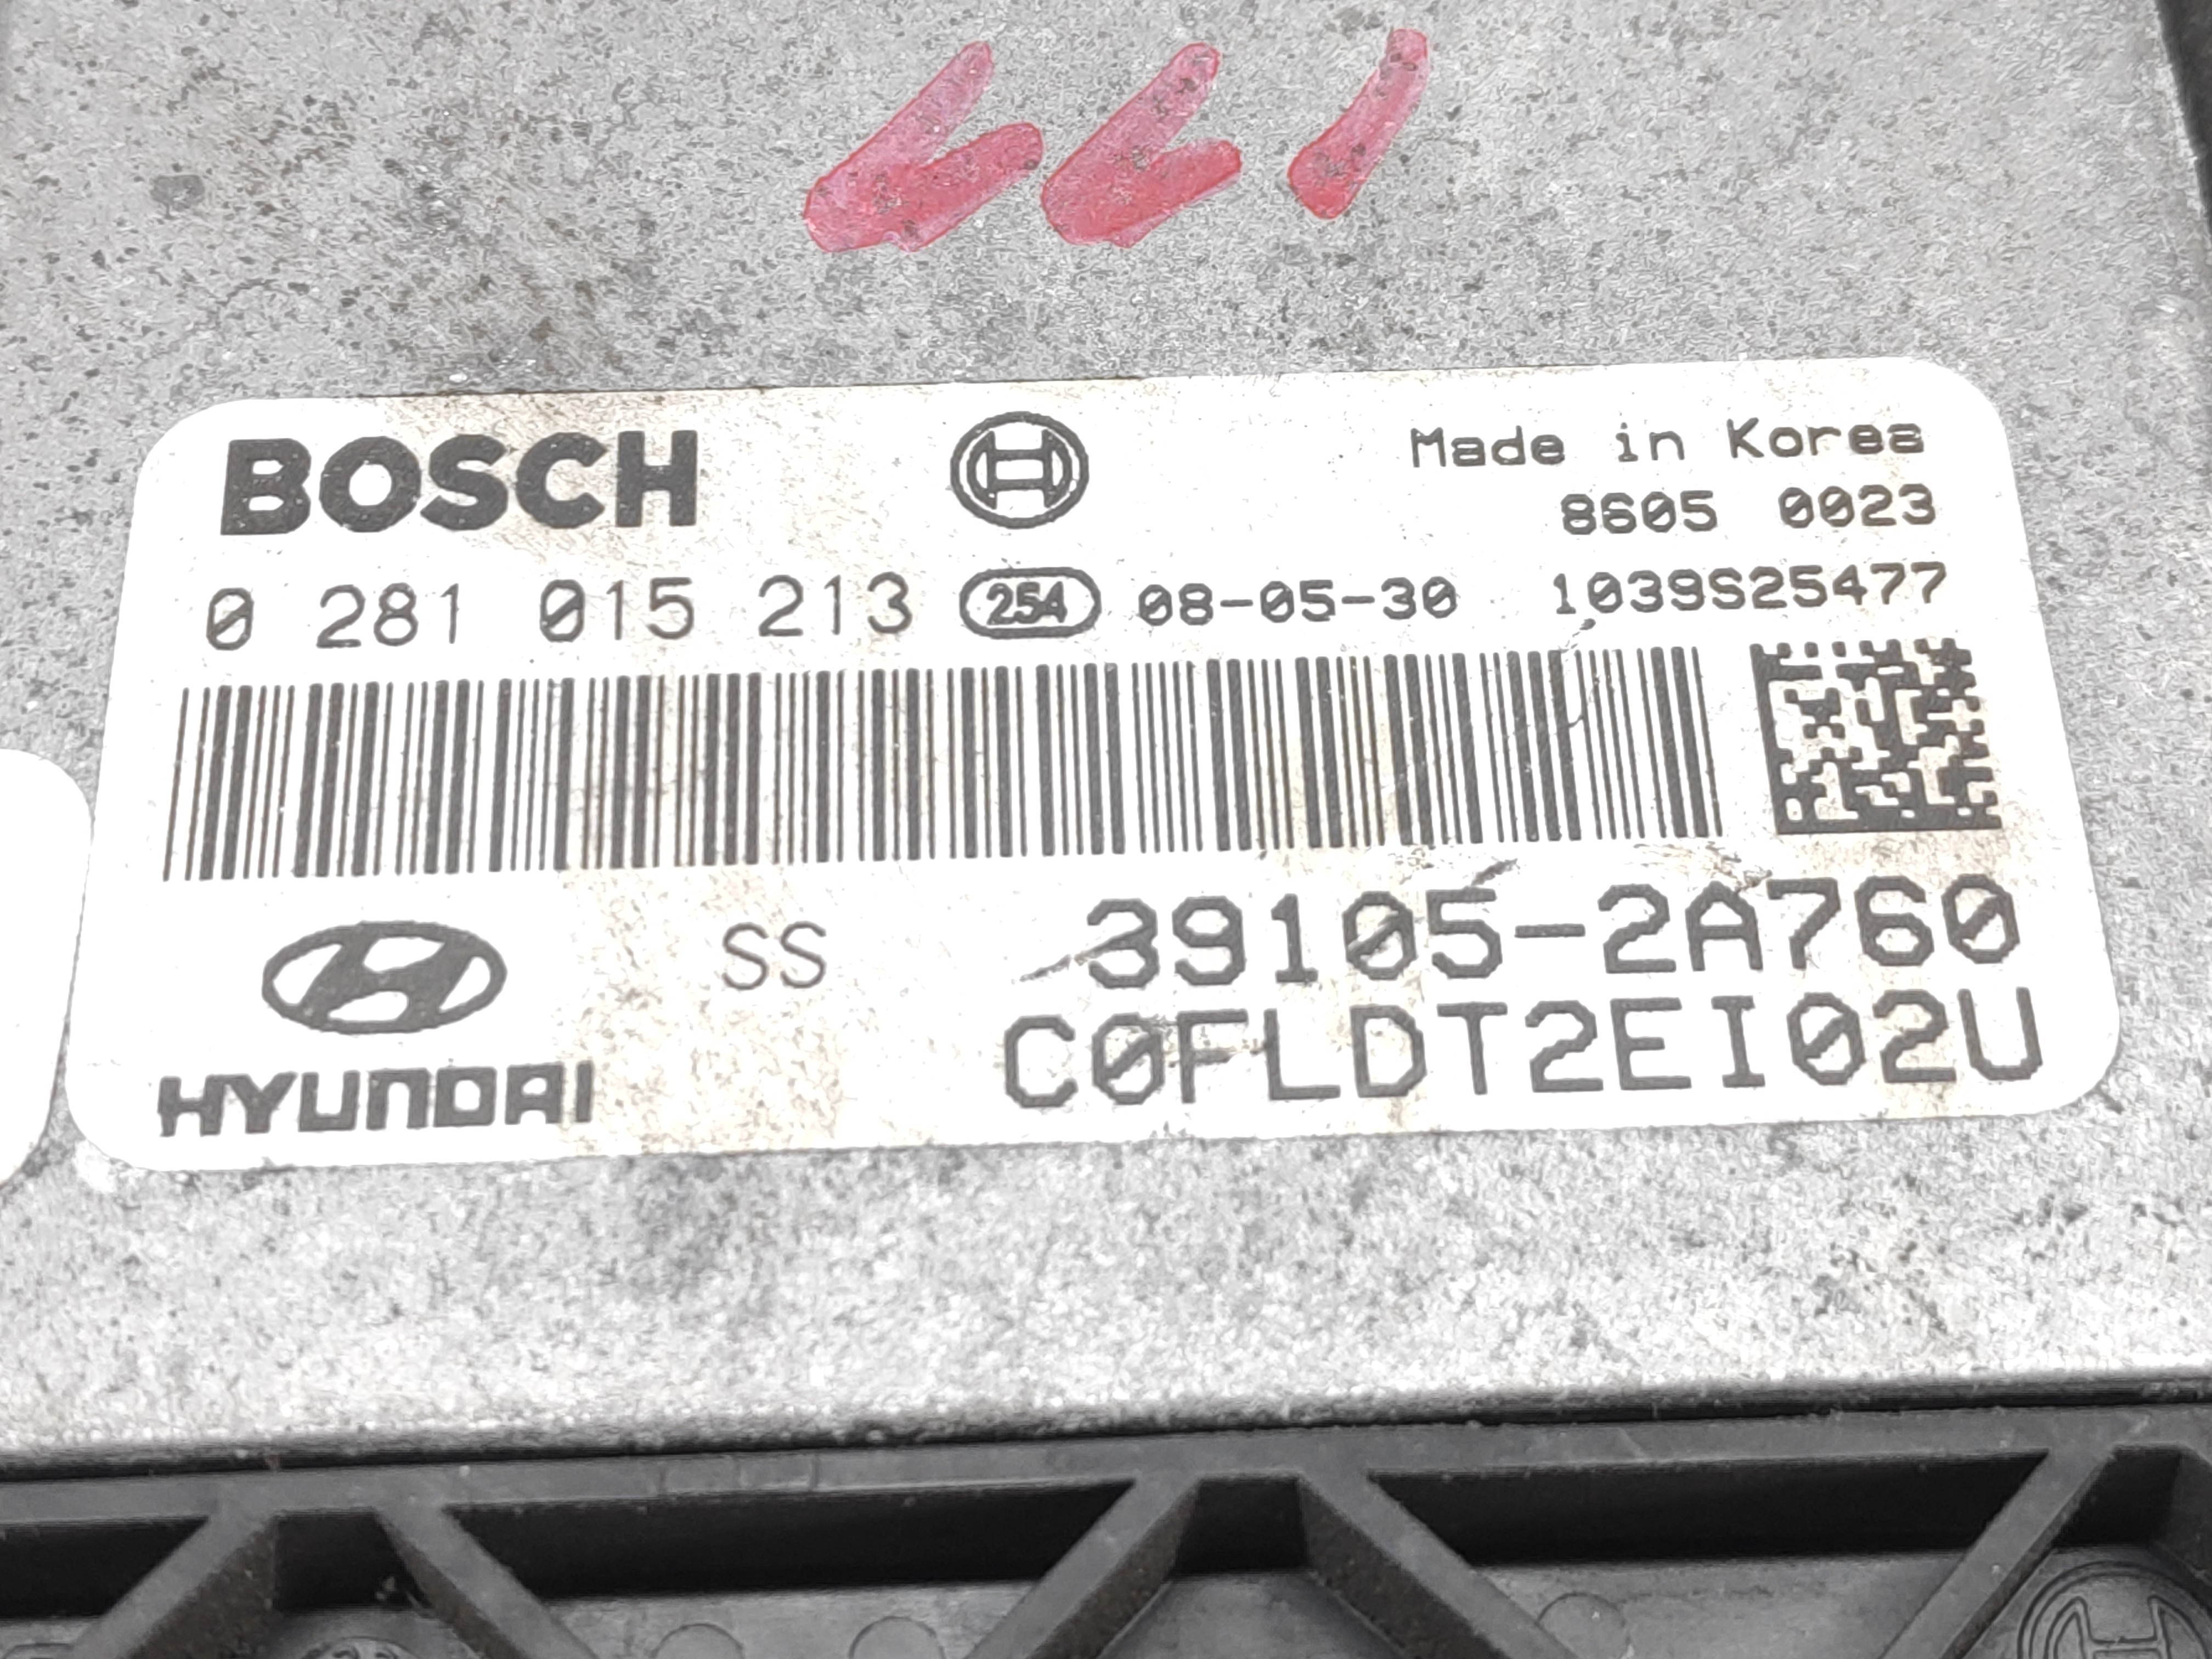 661
BOSCH
Made in Korea
8605 0023
0 281 015 213 254 08-05-30 1039S25477
SS 39105-2A760
C0FLDT2EI02U
HYUNDAI